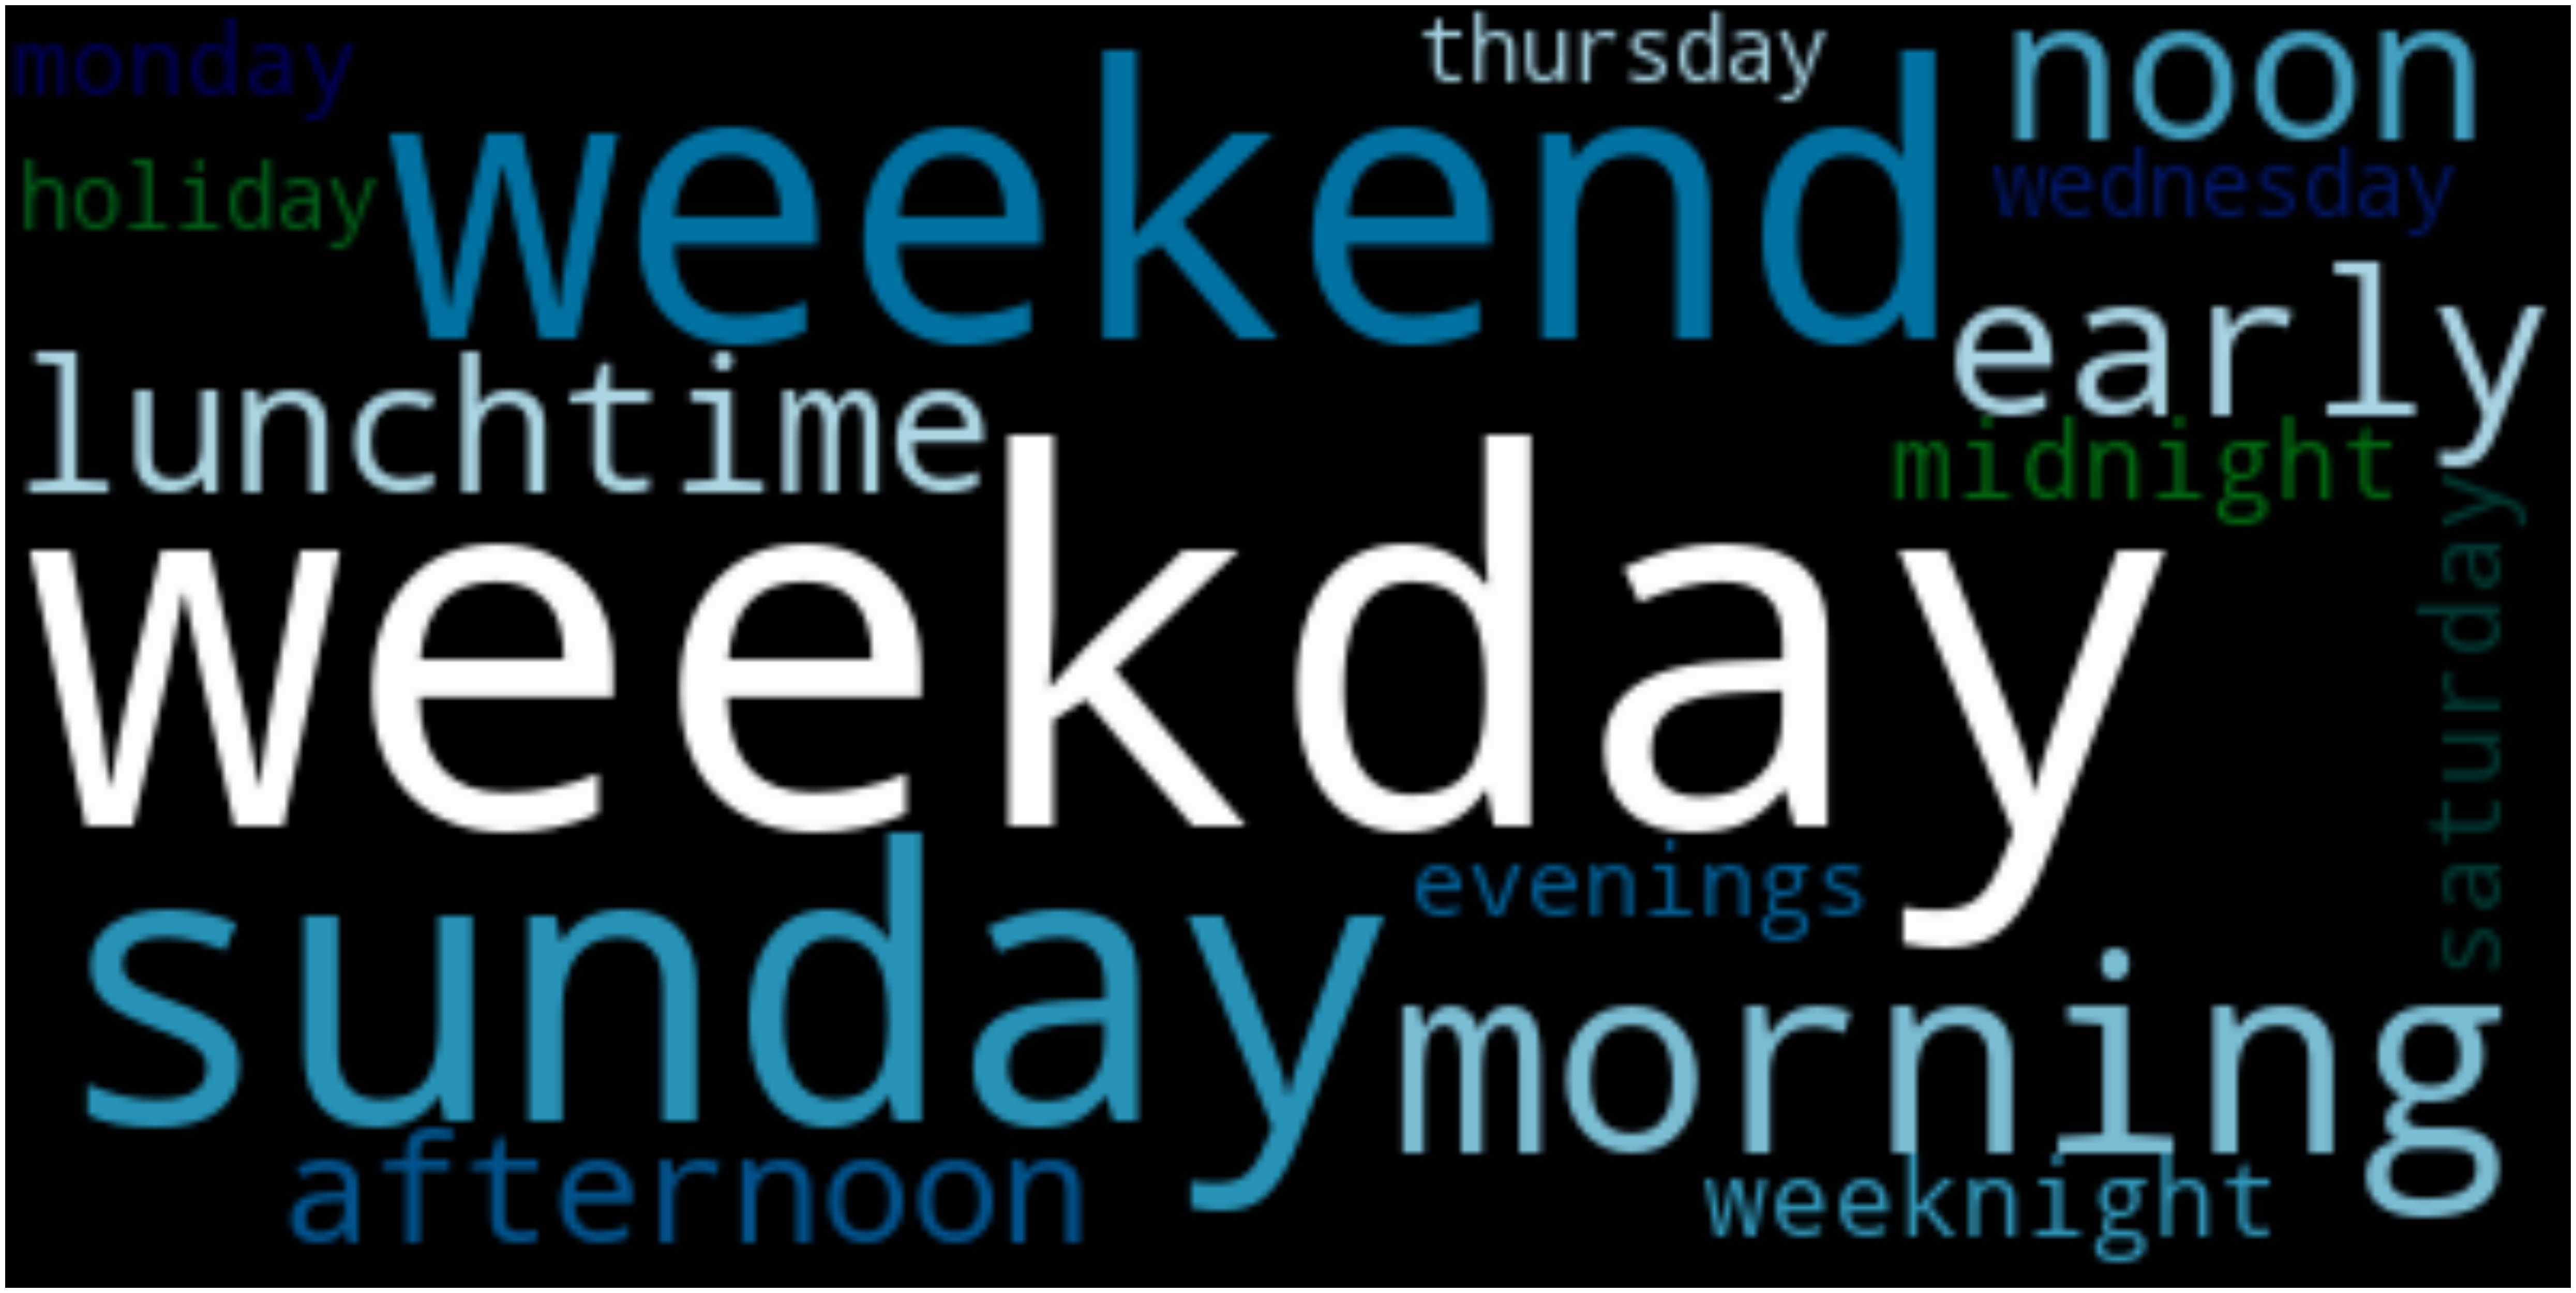 monday
thursday
noon
weekend
holiday
wednesday
early
lunchtime
midnight
weekday
saturday
evenings
sunday
morning
afternoon
weeknight